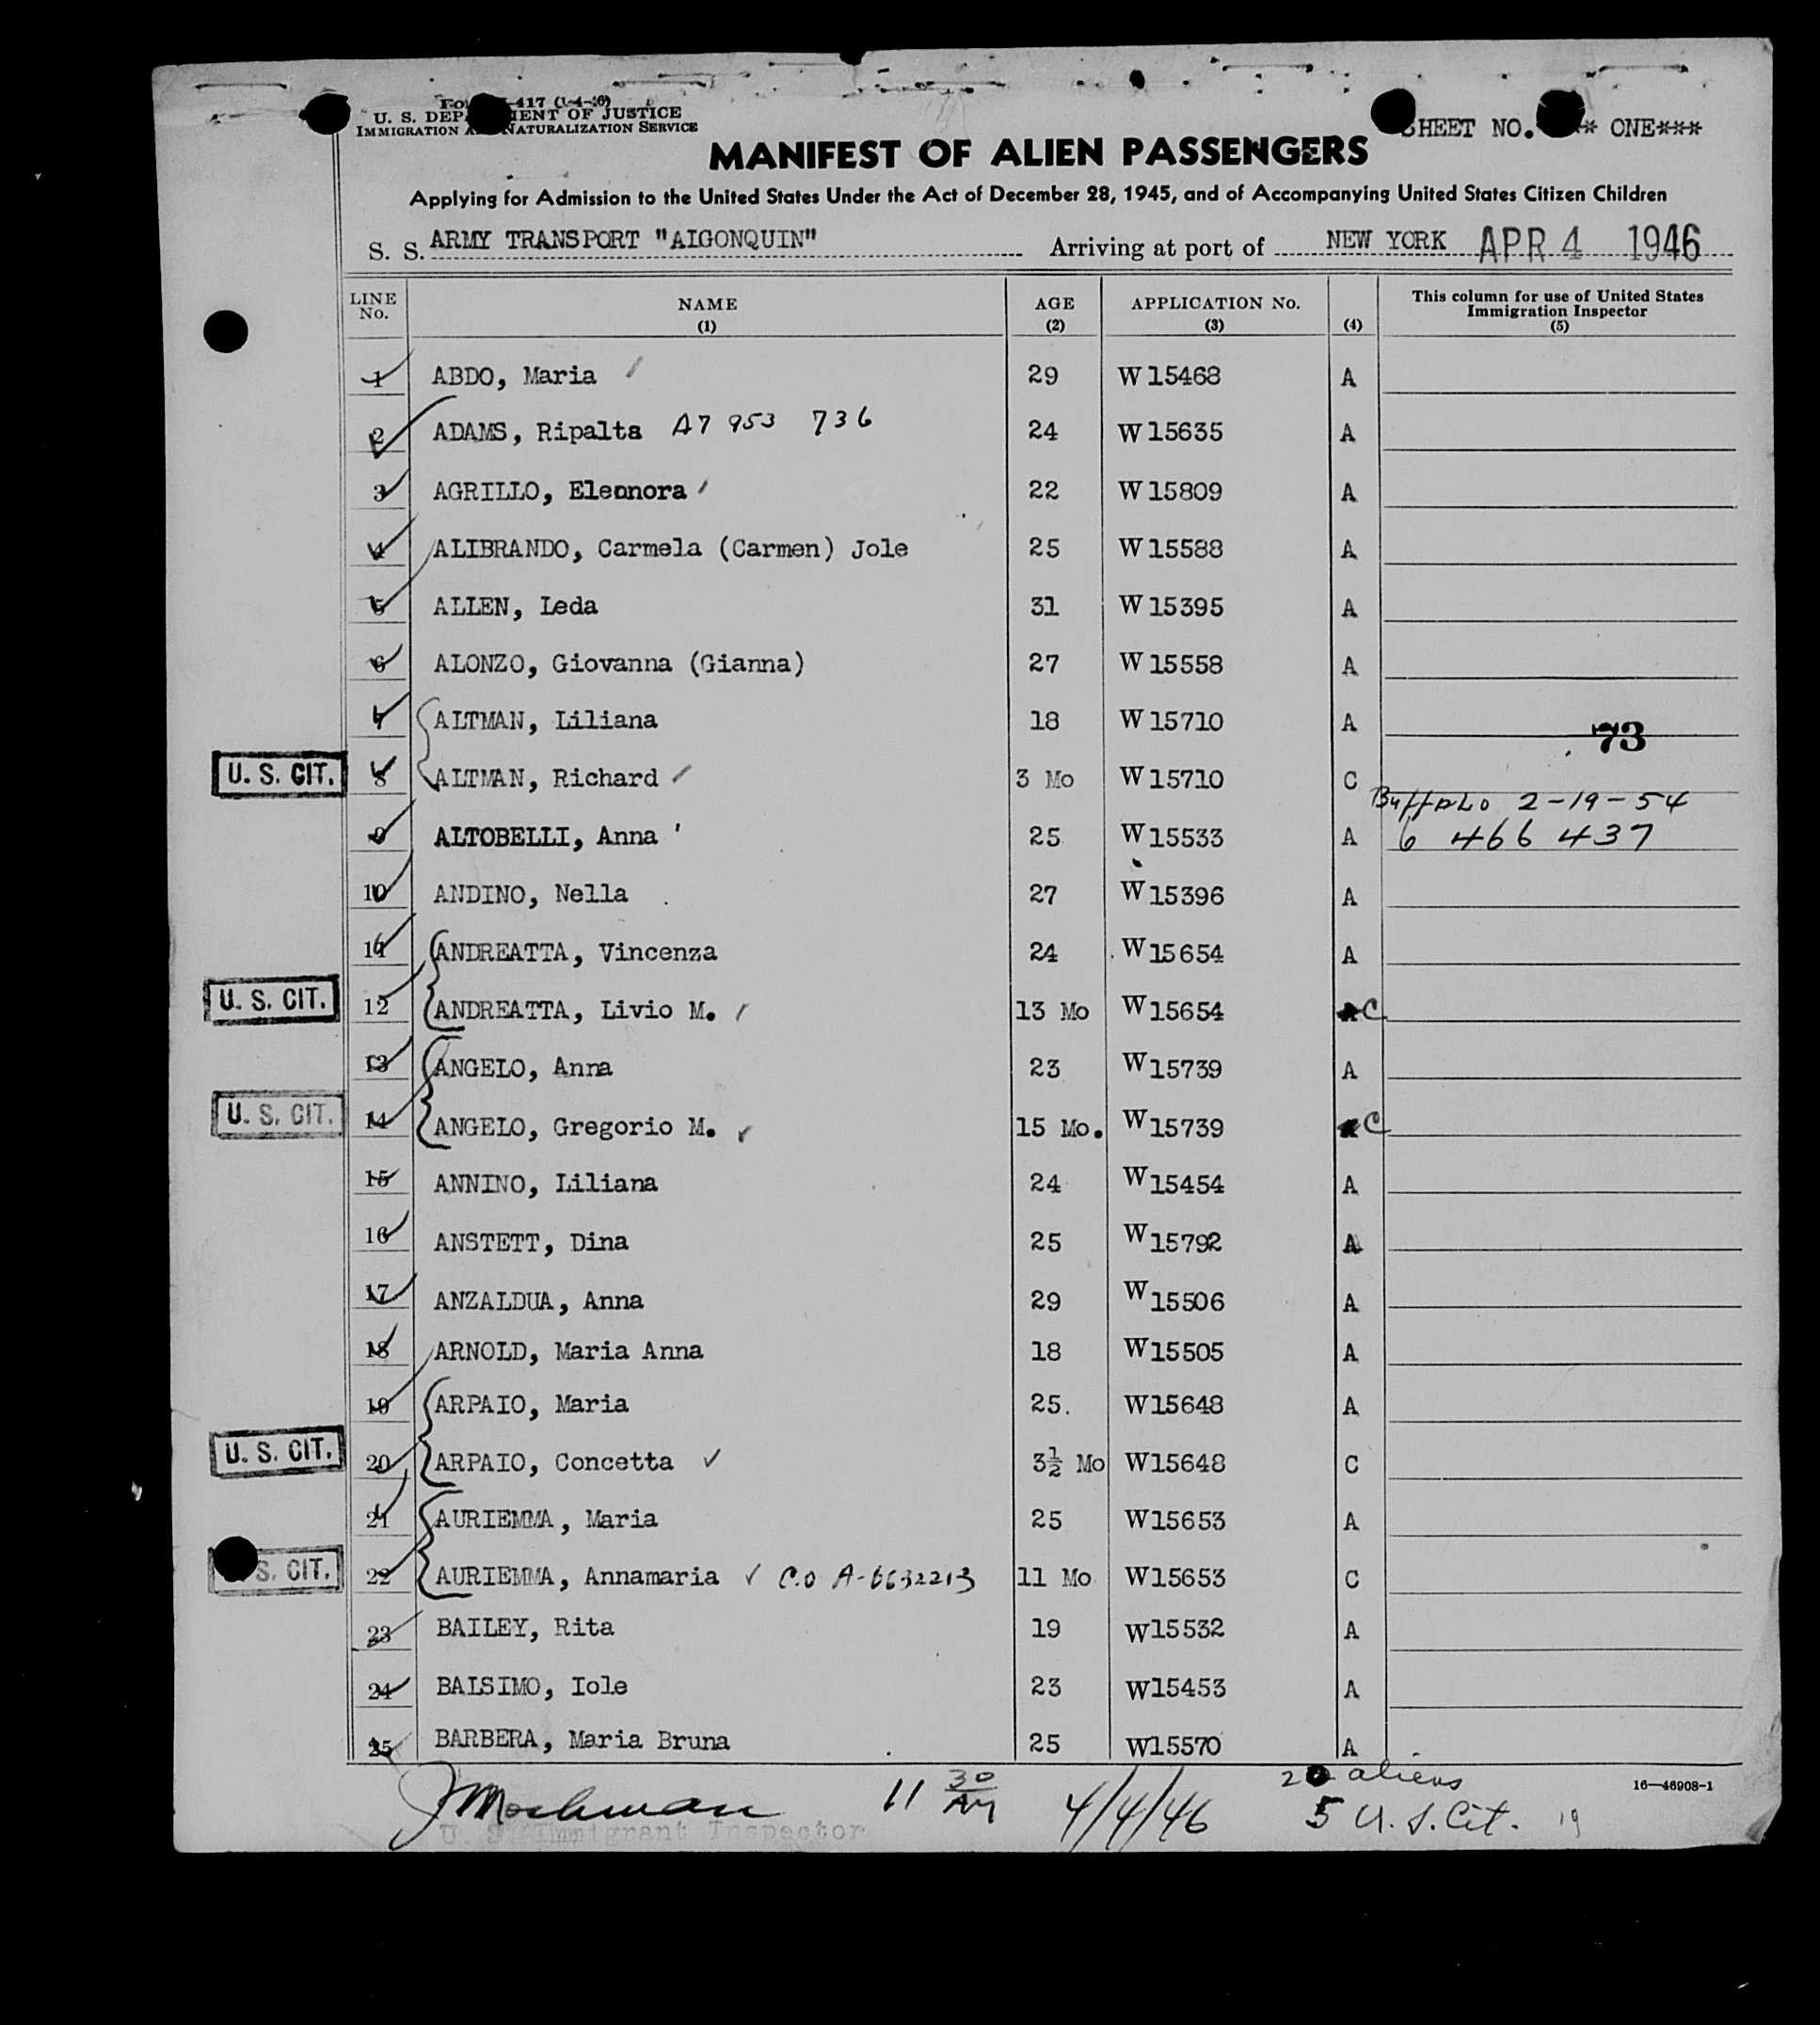 Form I-417 (1-4-46)
U. S. DEPARTMENT OF JUSTICE
IMMIGRATION AND NATURALIZATION SERVICE
SHEET NO. ** ONE***
MANIFEST OF ALIEN PASSENGERS
Applying for Admission to the United States Under the Act of December 28, 1945, and of Accompanying United States Citizen Children
S. S. ARMY TRANSPORT "AIGONQUIN" Arriving at port of NEW YORK APR 4 1946
LINE No. NAME (1) AGE (2) APPLICATION No. (3) (4) This column for use of United States Immigration Inspector (5)
1 ABDO, Maria 29 W 15468 A
2 ADAMS, Ripalta A7 953 736 24 W 15635 A
3 AGRILLO, Eleonora 22 W 15809 A
4 ALIBRANDO, Carmela (Carmen) Jole 25 W 15588 A
5 ALLEN, Leda 31 W 15395 A
6 ALONZO, Giovanna (Gianna) 27 W 15558 A
7 ALTMAN, Liliana 18 W 15710 A 73
U. S. CIT. 8 ALTMAN, Richard 3 Mo W 15710 C Buffalo 2-19-54
9 ALTOBELLI, Anna 25 W 15533 A 6 466 437
10 ANDINO, Nella 27 W 15396 A
11 ANDREATTA, Vincenza 24 W 15654 A
U. S. CIT. 12 ANDREATTA, Livio M. 13 Mo W 15654 C
13 ANGELO, Anna 23 W 15739 A
U. S. CIT. 14 ANGELO, Gregorio M. 15 Mo. W 15739 C
15 ANNINO, Liliana 24 W 15454 A
16 ANSTETT, Dina 25 W 15792 A
17 ANZALDUA, Anna 29 W 15506 A
18 ARNOLD, Maria Anna 18 W 15505 A
19 ARPAIO, Maria 25. W15648 A
U. S. CIT. 20 ARPAIO, Concetta 3½ Mo W15648 C
21 AURIEMMA, Maria 25 W15653 A
S. CIT. 22 AURIEMMA, Annamaria C.O A-6632213 11 Mo W15653 C
23 BAILEY, Rita 19 W15532 A
24 BALSIMO, Iole 23 W15453 A
25 BARBERA, Maria Bruna 25 W15570 A
11 30 AM 4/4/46 20 aliens 16—46908-1
U. S. Immigrant Inspector 5 U. S. Cit. 19